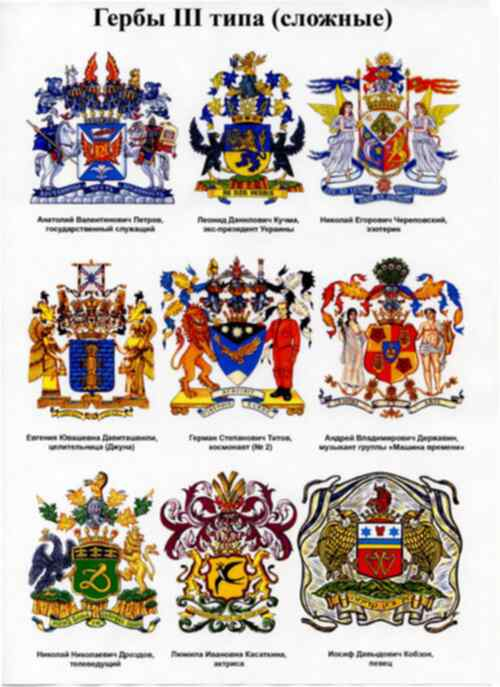 Гербы III типа (сложные)
Анатолий Валентинович Петров,
государственный служащий
Леонид Данилович Кучма,
экс-президент Украины
Николай Егорович Череповский,
эзотерик
Евгения Ювашевна Давиташвили,
целительница (Джуна)
Герман Степанович Титов,
космонавт (№ 2)
Андрей Владимирович Державин,
музыкант группы «Машина времени»
Николай Николаевич Дроздов,
телеведущий
Людмила Ивановна Касаткина,
актриса
Иосиф Давыдович Кобзон,
певец